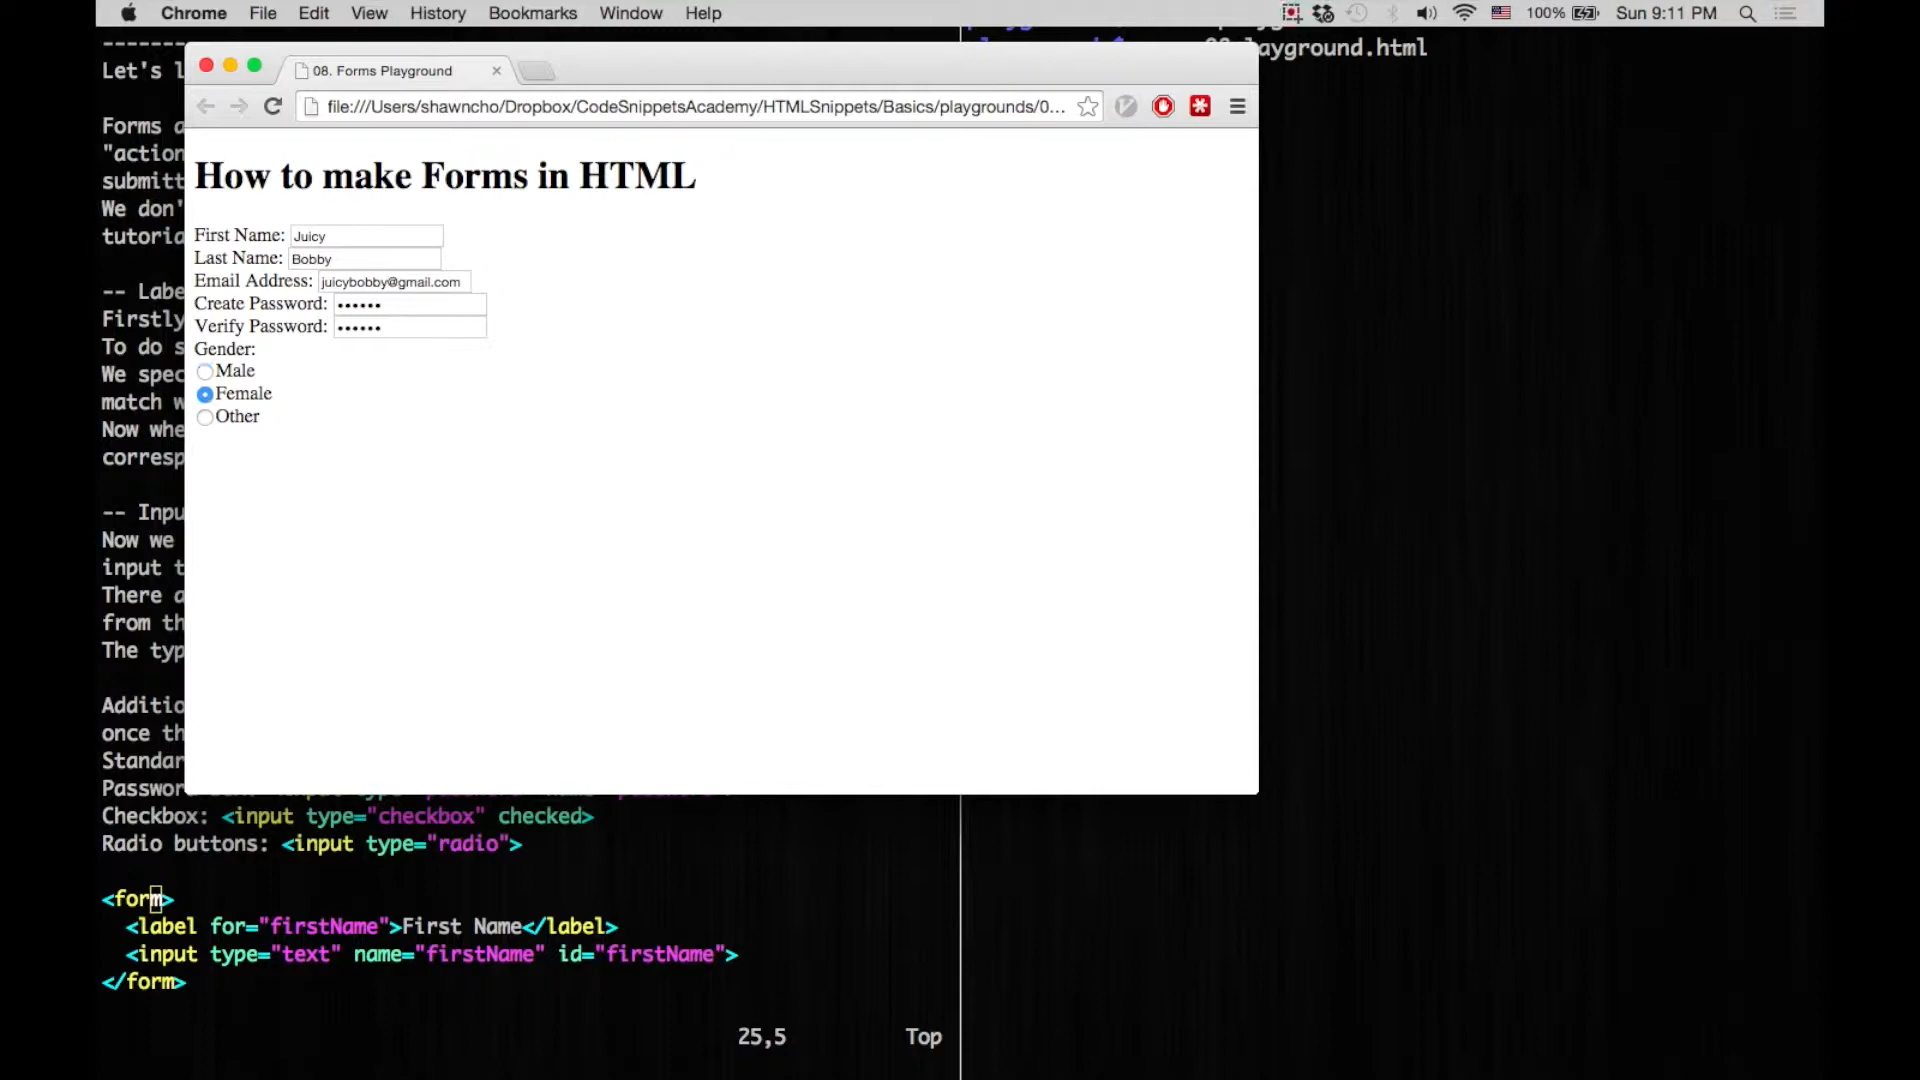 Chrome File Edit View History Bookmarks Window Help 100% Sun 9:11 PM
ayground.html
Let's l
08. Forms Playground
file:///Users/shawncho/Dropbox/CodeSnippetsAcademy/HTMLSnippets/Basics/playgrounds/0...
Forms a
"action
submitt
We don'
tutoria
-- Labe
Firstly
To do s
We spec
match w
Now whe
corresp
-- Inpu
Now we
input t
There a
from th
The typ
Additio
once th
Standar
Passwor
How to make Forms in HTML
First Name: Juicy
Last Name: Bobby
Email Address: juicybobby@gmail.com
Create Password: ••••••
Verify Password: ••••••
Gender:
Male
Female
Other
Checkbox: <input type="checkbox" checked>
Radio buttons: <input type="radio">
<form>
<label for="firstName">First Name</label>
<input type="text" name="firstName" id="firstName">
</form>
25,5 Top